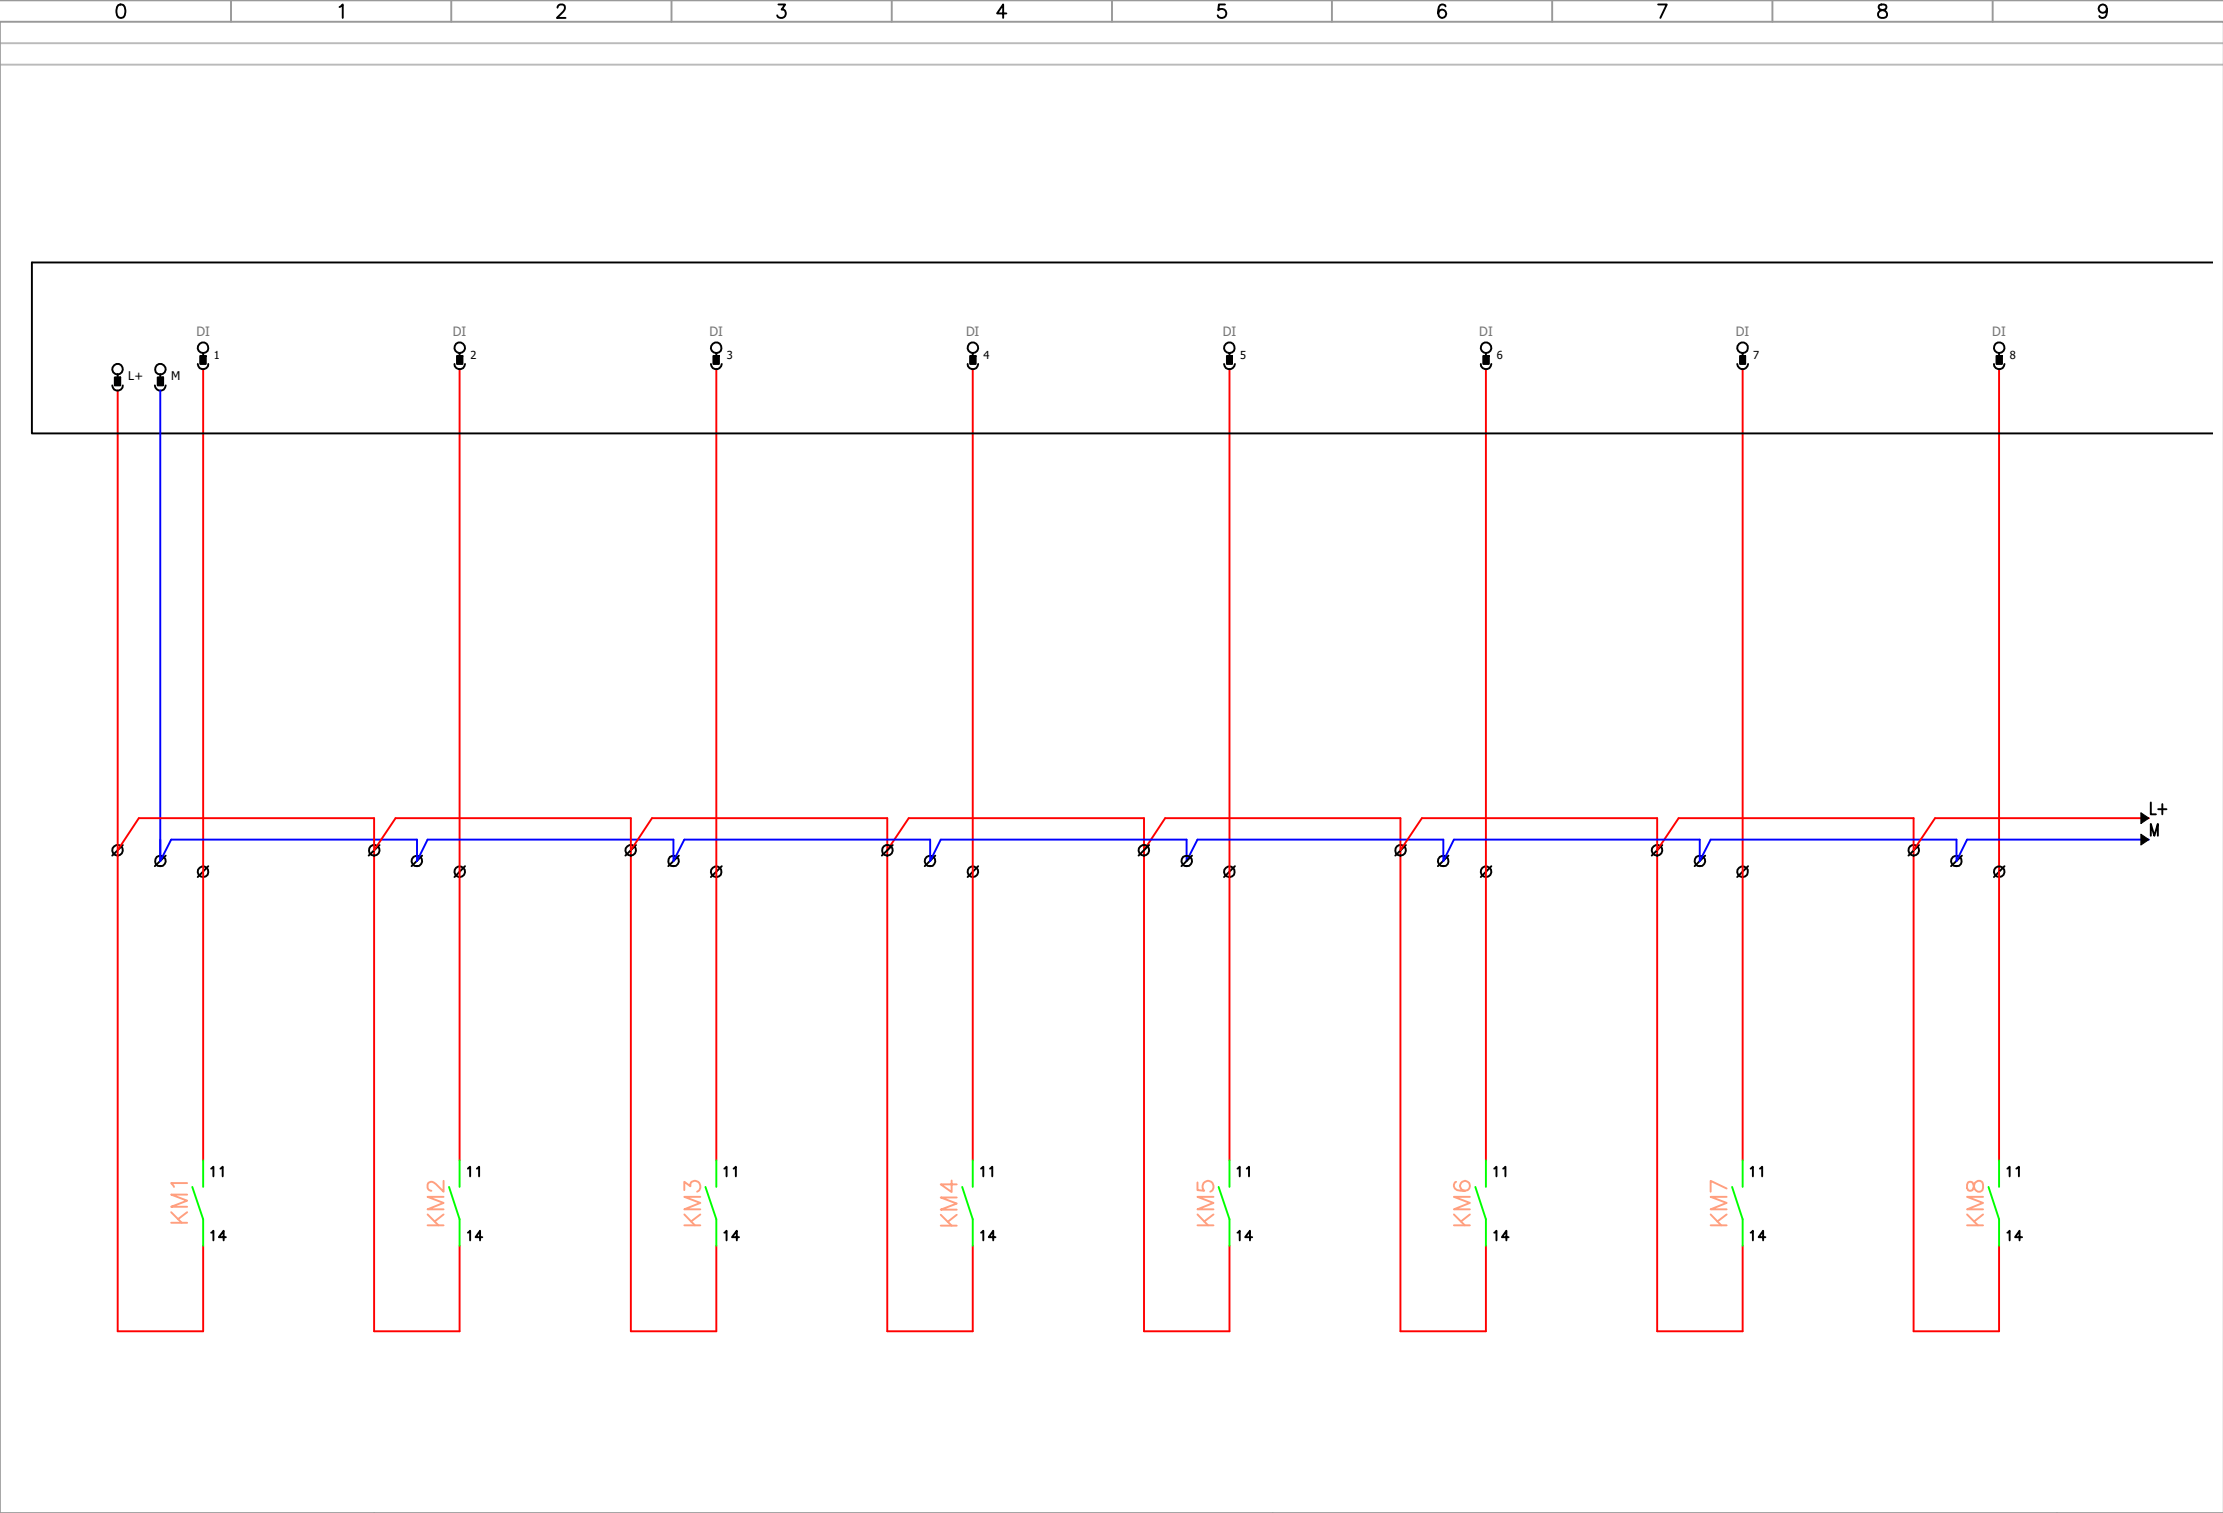 0 1 2 3 4 5 6 7 8 9
DI DI DI DI DI DI DI DI
1 2 3 4 5 6 7 8
L+ M
L+
M
11 11 11 11 11 11 11 11
KM1 KM2 KM3 KM4 KM5 KM6 KM7 KM8
14 14 14 14 14 14 14 14